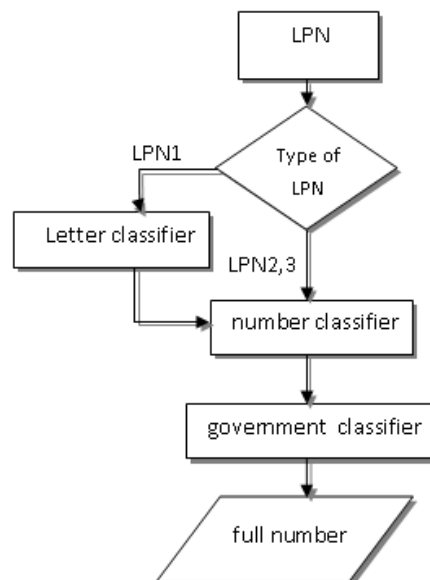 LPN
Type of
LPN
LPN1
Letter classifier
LPN2,3
number classifier
government classifier
full number